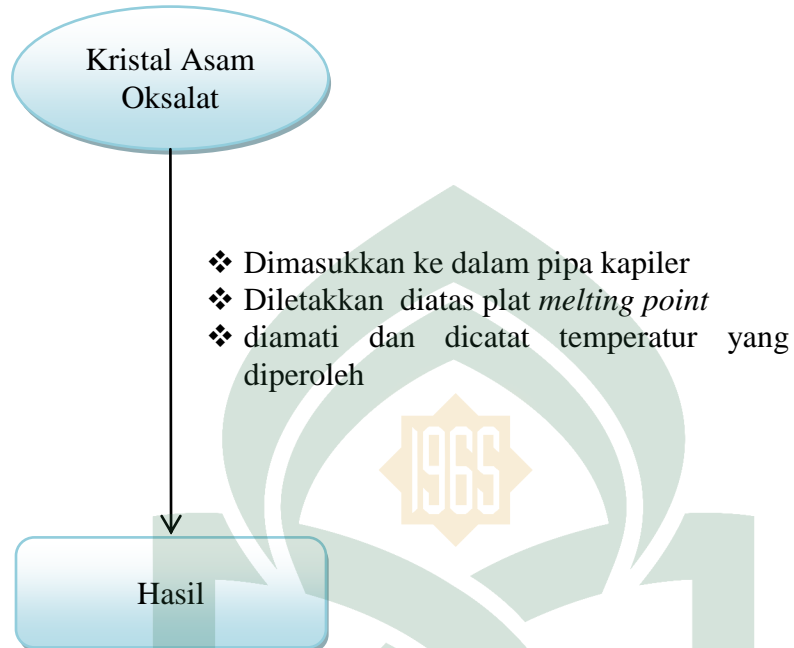 Kristal Asam
Oksalat
❖ Dimasukkan ke dalam pipa kapiler
❖ Diletakkan diatas plat melting point
❖ diamati dan dicatat temperatur yang
diperoleh
1965
Hasil